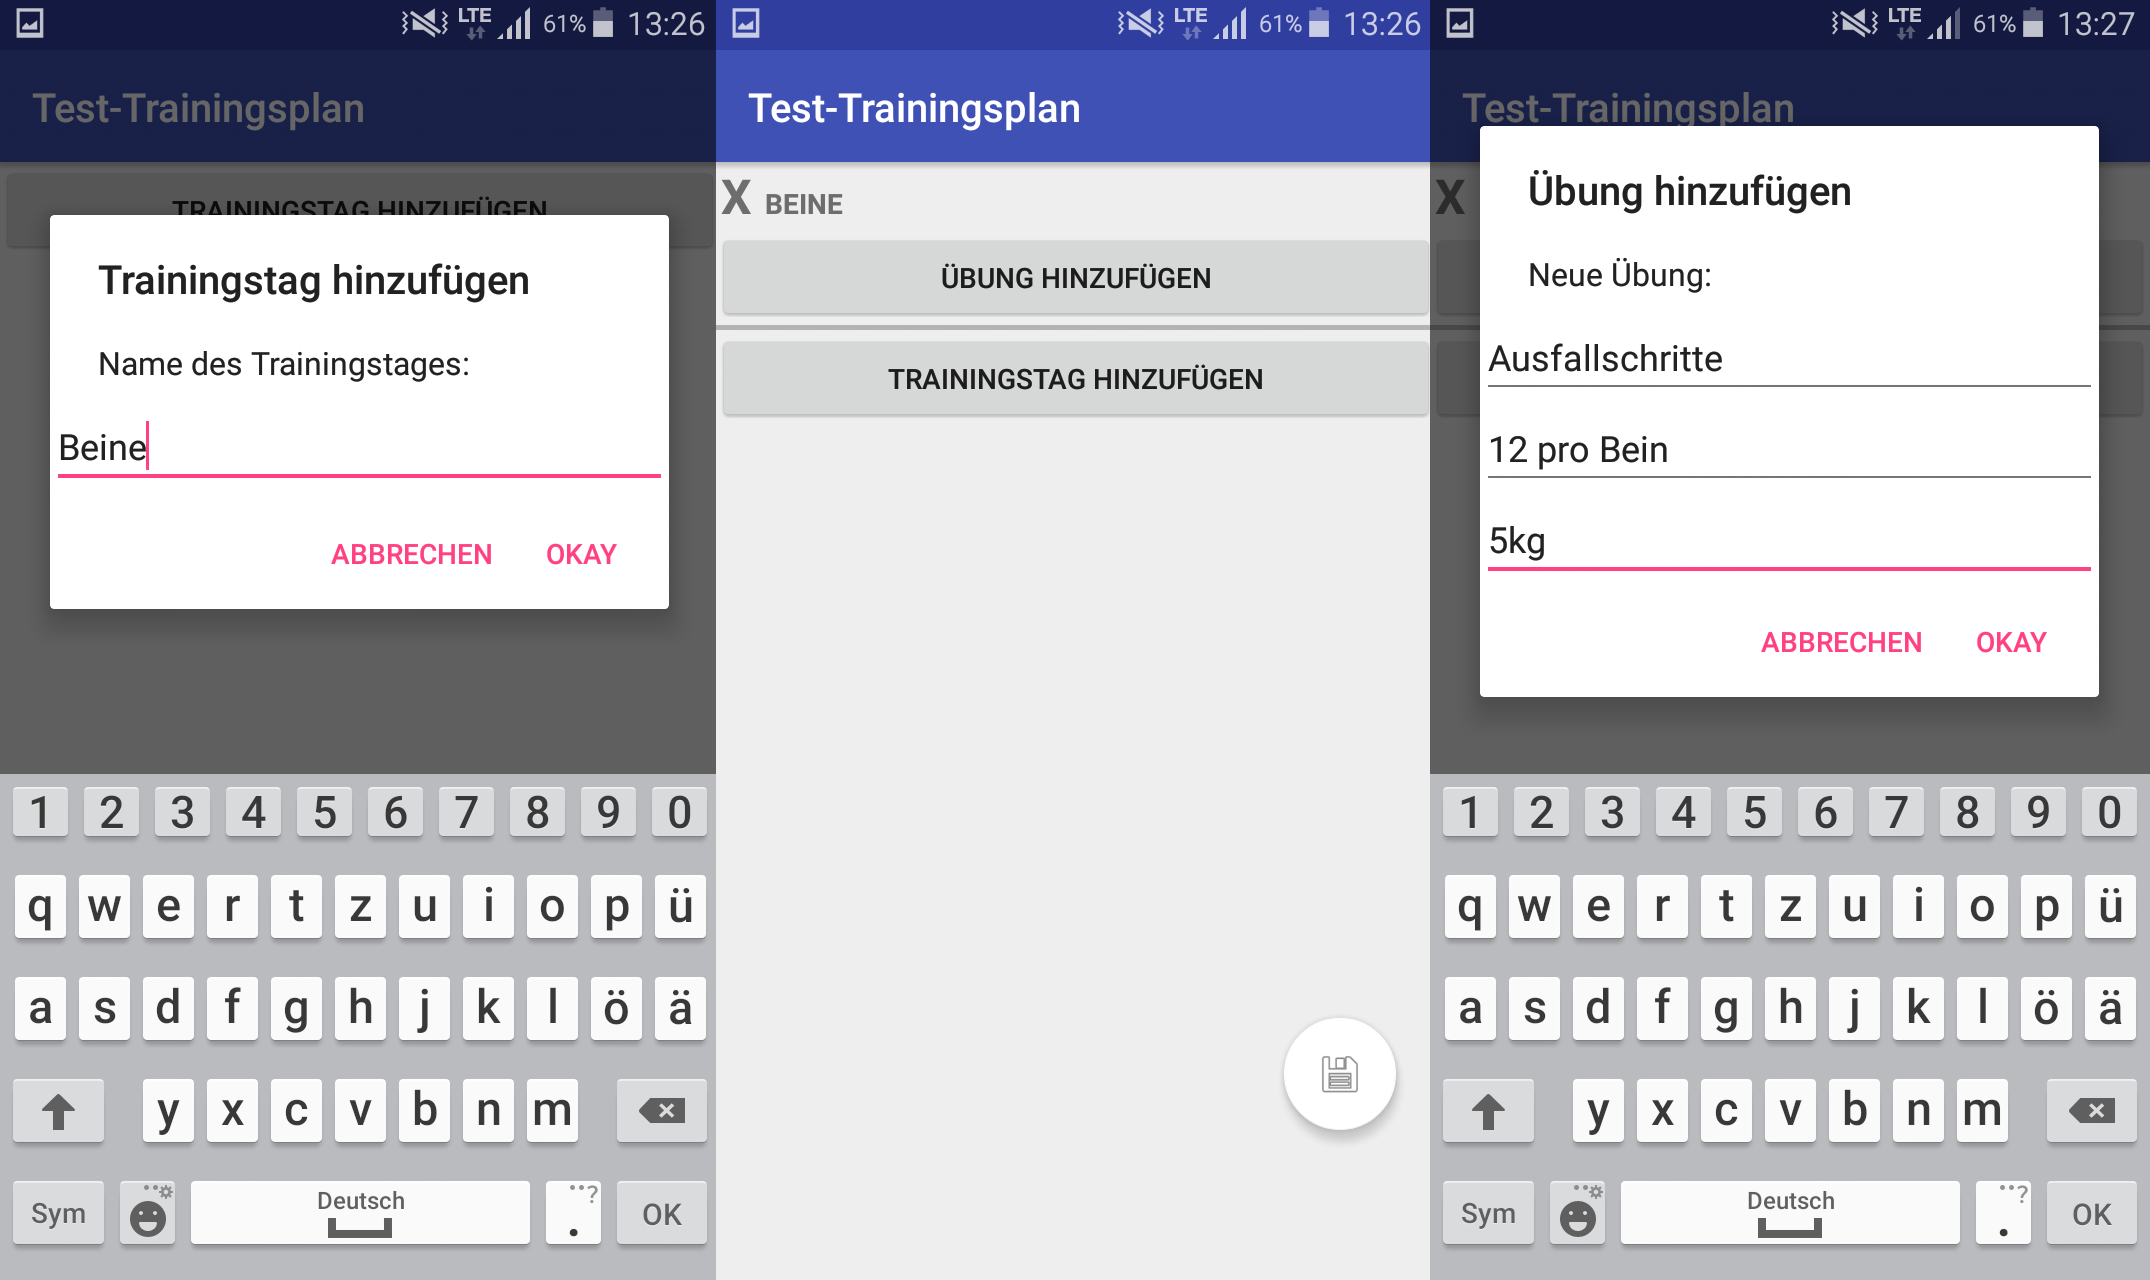 LTE 61% 13:26
Test-Trainingsplan
TRAININGSTAG HINZUFÜGEN
Trainingstag hinzufügen
Name des Trainingstages:
Beine
ABBRECHEN OKAY
1 2 3 4 5 6 7 8 9 0
q w e r t z u i o p ü
a s d f g h j k l ö ä
y x c v b n m
Sym Deutsch ? . OK
LTE 61% 13:26
Test-Trainingsplan
X BEINE
ÜBUNG HINZUFÜGEN
TRAININGSTAG HINZUFÜGEN
LTE 61% 13:27
Test-Trainingsplan
X
Übung hinzufügen
Neue Übung:
Ausfallschritte
12 pro Bein
5kg
ABBRECHEN OKAY
1 2 3 4 5 6 7 8 9 0
q w e r t z u i o p ü
a s d f g h j k l ö ä
y x c v b n m
Sym Deutsch ? . OK